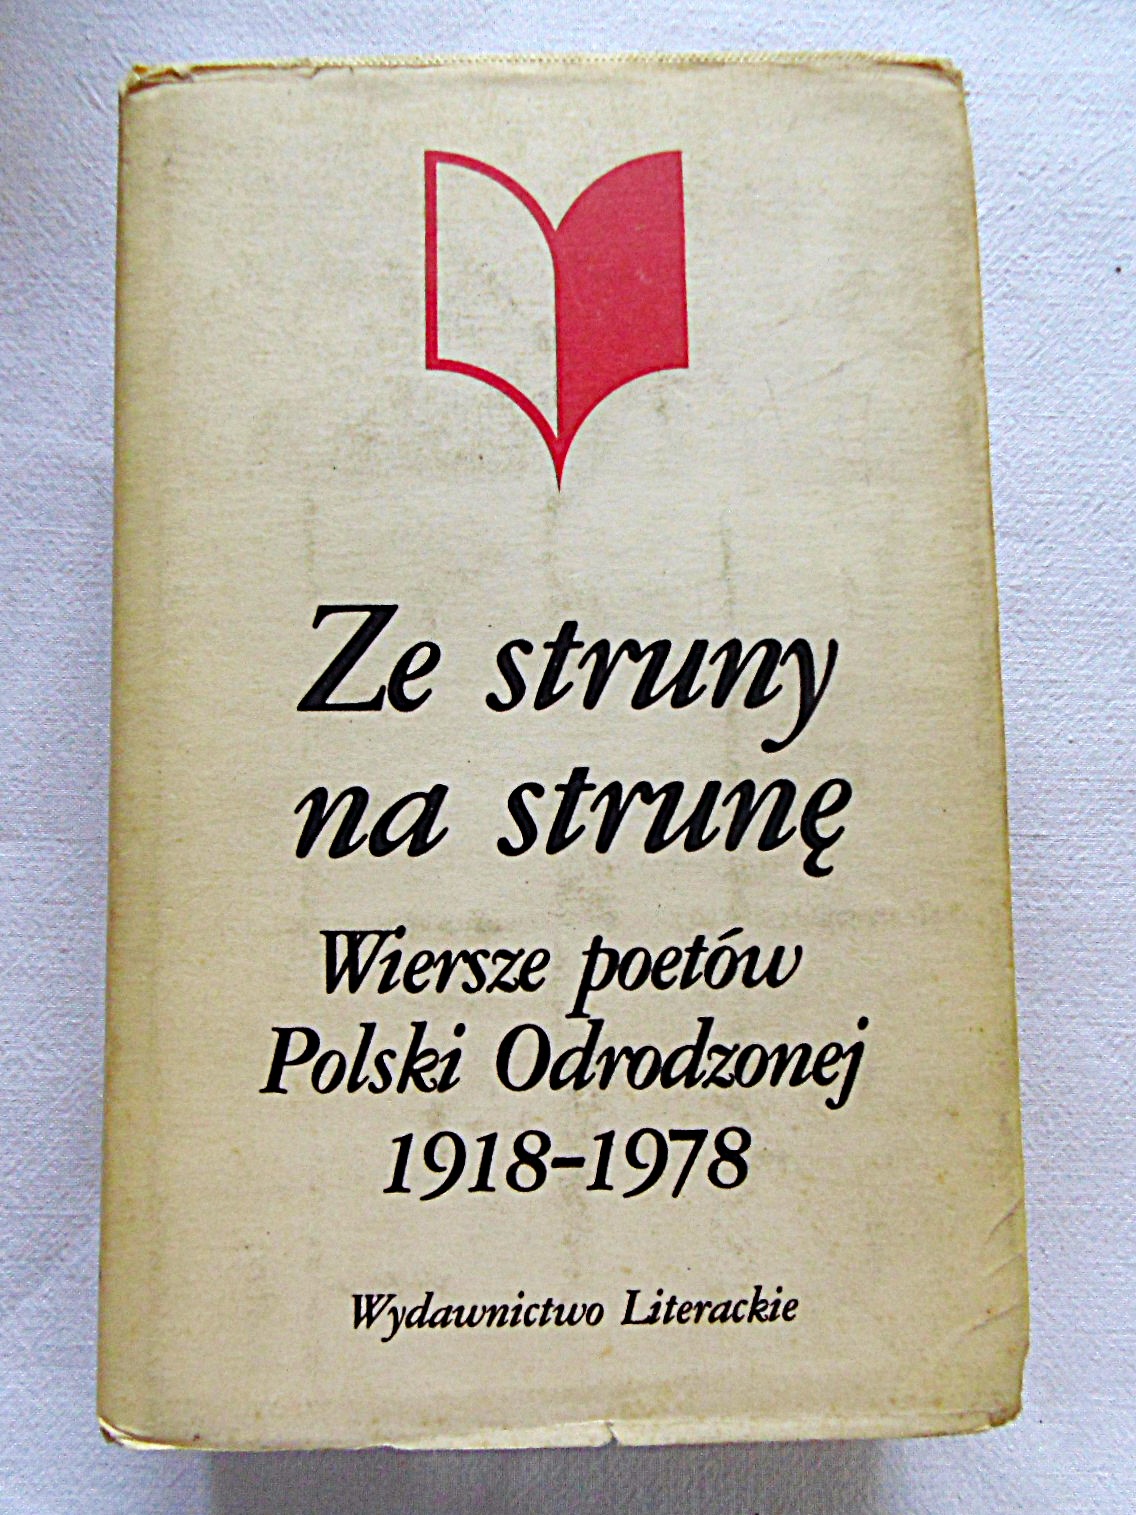 Ze struny
na strunę
Wiersze poetów
Polski Odrodzonej
1918–1978
Wydawnictwo Literackie